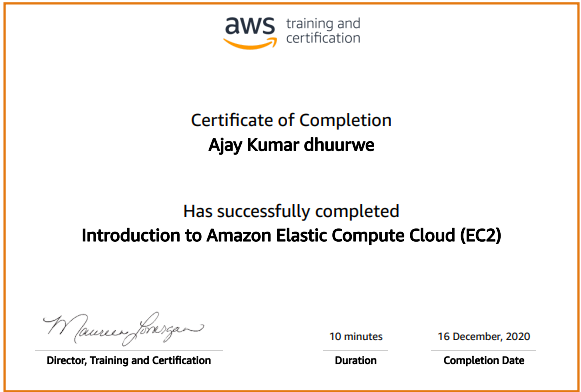 aws training and
certification
Certificate of Completion
Ajay Kumar dhuurwe
Has successfully completed
Introduction to Amazon Elastic Compute Cloud (EC2)
Maureen Lonergan
10 minutes
16 December, 2020
Director, Training and Certification
Duration
Completion Date